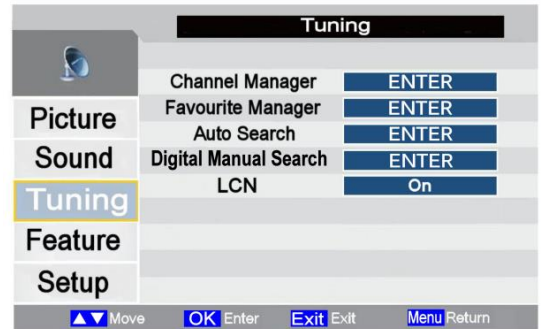 Tuning
Channel Manager ENTER
Favourite Manager ENTER
Auto Search ENTER
Digital Manual Search ENTER
LCN On
Picture
Sound
Tuning
Feature
Setup
▲▼ Move OK Enter Exit Exit Menu Return